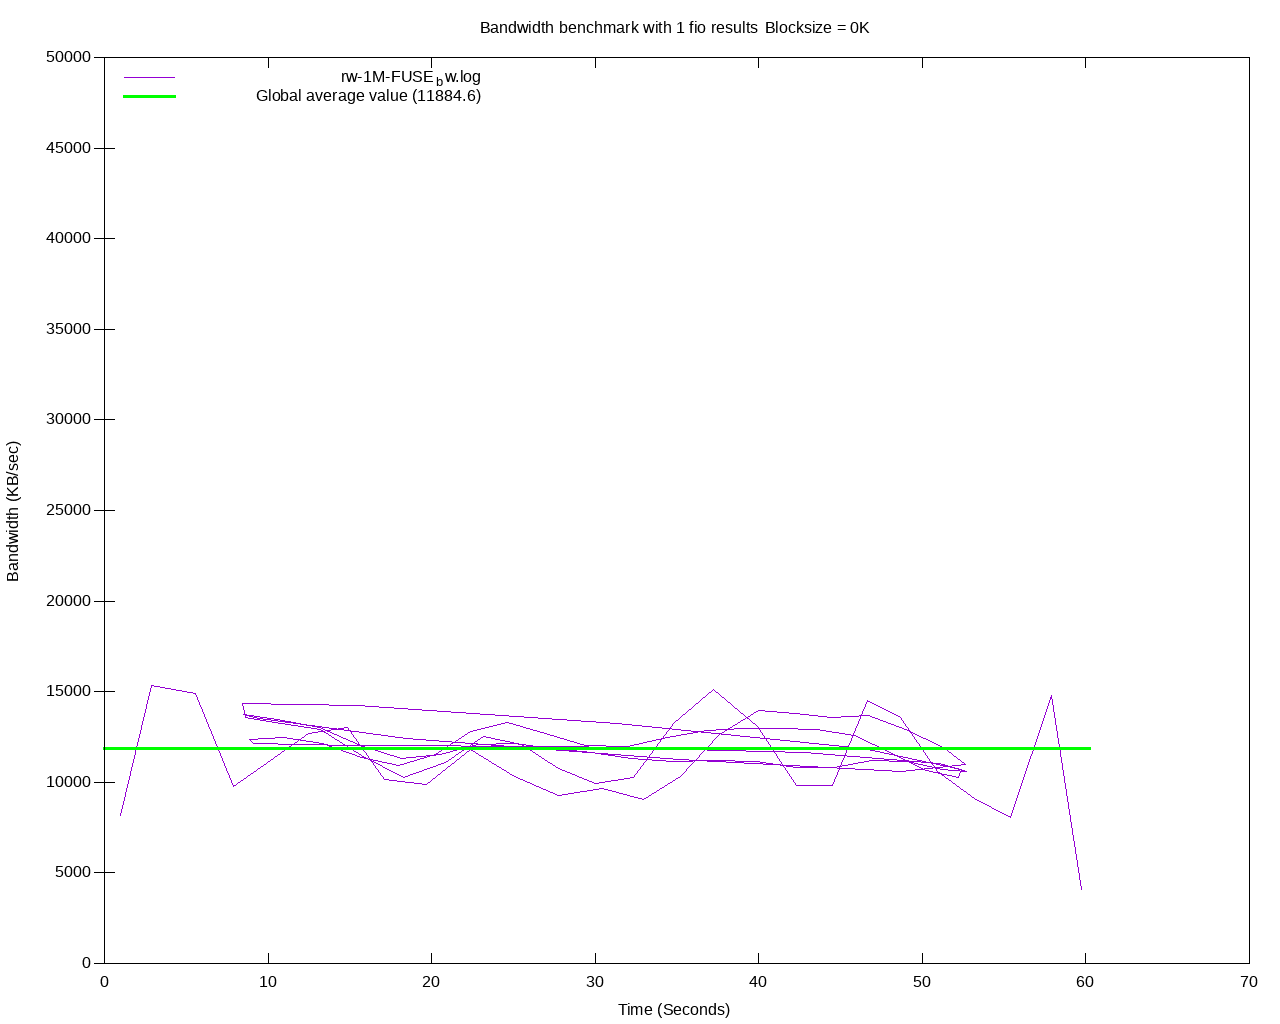 Bandwidth benchmark with 1 fio results Blocksize = 0K
50000
45000
40000
35000
30000
25000
20000
15000
10000
5000
0
rw-1M-FUSE_bw.log
Global average value (11884.6)
Bandwidth (KB/sec)
0 10 20 30 40 50 60 70
Time (Seconds)